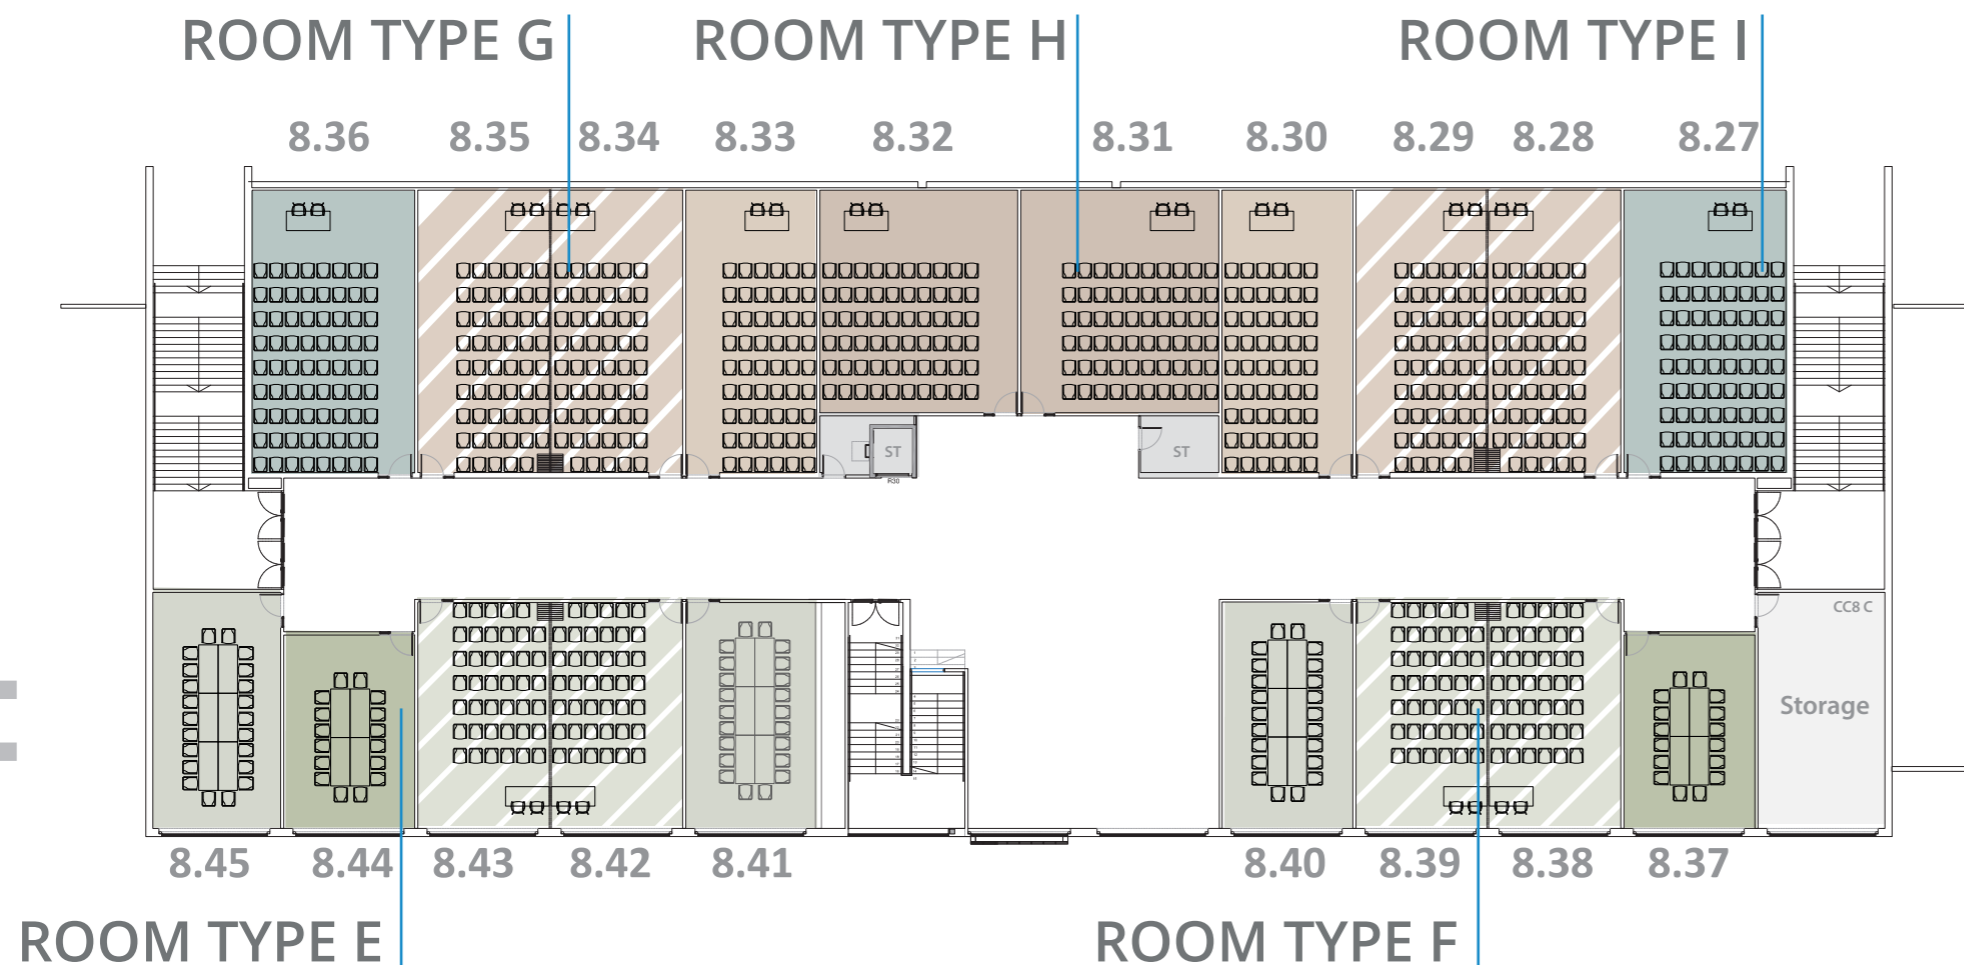 ROOM TYPE G
ROOM TYPE H
ROOM TYPE I
8.36
8.35
8.34
8.33
8.32
8.31
8.30
8.29
8.28
8.27
ST
ST
R30
CC8 C
Storage
8.45
8.44
8.43
8.42
8.41
8.40
8.39
8.38
8.37
ROOM TYPE E
ROOM TYPE F